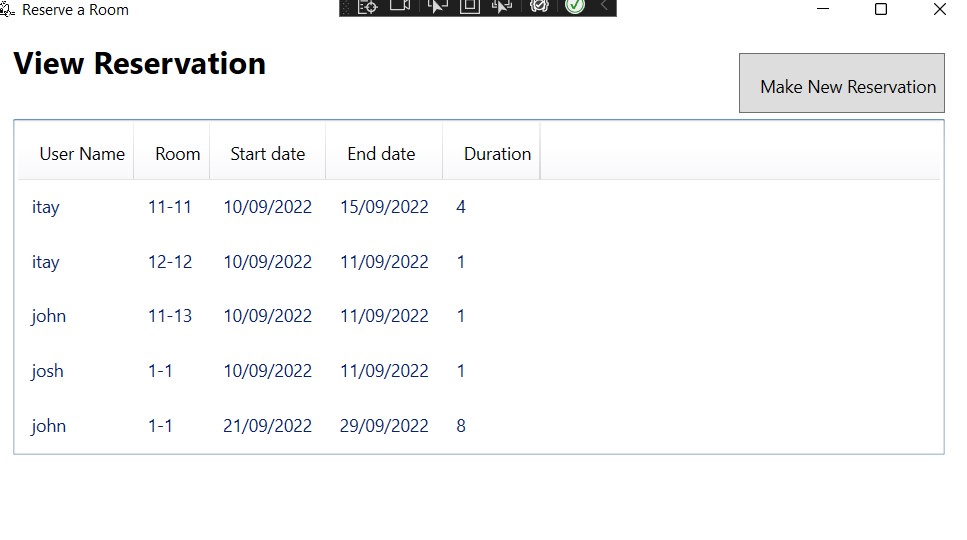 Reserve a Room
View Reservation
Make New Reservation
User Name Room Start date End date Duration
itay 11-11 10/09/2022 15/09/2022 4
itay 12-12 10/09/2022 11/09/2022 1
john 11-13 10/09/2022 11/09/2022 1
josh 1-1 10/09/2022 11/09/2022 1
john 1-1 21/09/2022 29/09/2022 8